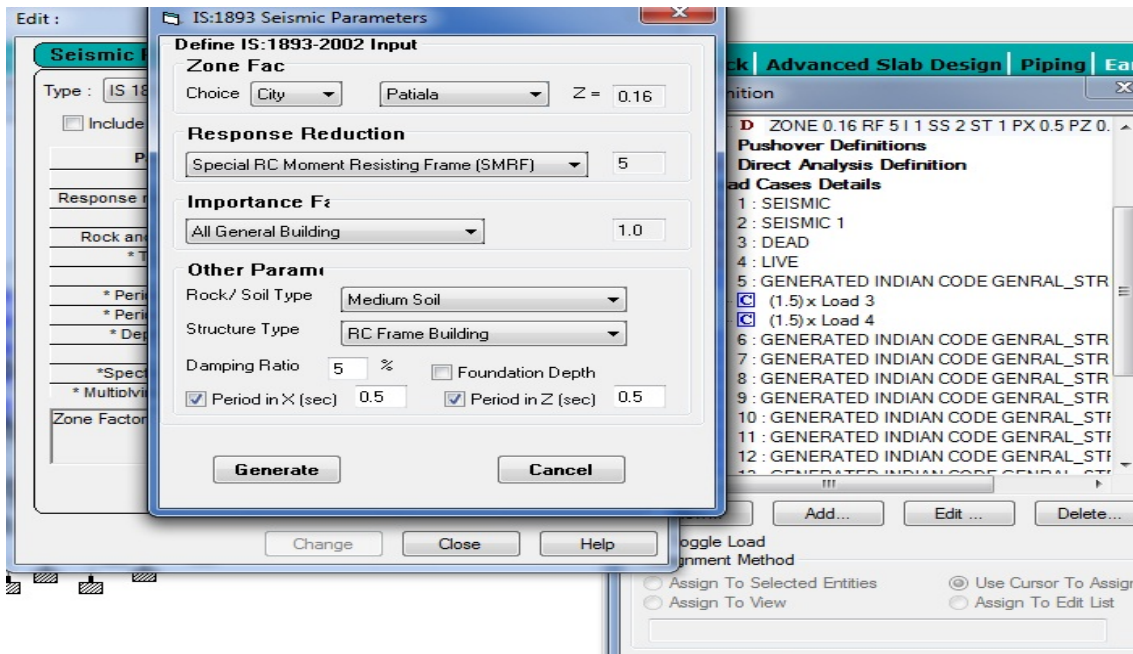 Edit :
Seismic
Type : IS 18
Include
Response
Rock and
* Peri
* Peri
* Dep
*Spect
* Multiplyi
Zone Factor
Change
Close
Help
IS:1893 Seismic Parameters
Define IS:1893-2002 Input
Zone Fac
Choice City Patiala Z = 0.16
Response Reduction
Special RC Moment Resisting Frame (SMRF) 5
Importance Fa
All General Building 1.0
Other Parame
Rock/ Soil Type Medium Soil
Structure Type RC Frame Building
Damping Ratio 5 % Foundation Depth
Period in X (sec) 0.5 Period in Z (sec) 0.5
Generate Cancel
ck Advanced Slab Design Piping Ear
nition
D ZONE 0.16 RF 5 I 1 SS 2 ST 1 PX 0.5 PZ 0.
Pushover Definitions
Direct Analysis Definition
ad Cases Details
1 : SEISMIC
2 : SEISMIC 1
3 : DEAD
4 : LIVE
5 : GENERATED INDIAN CODE GENRAL_STR
C (1.5) x Load 3
C (1.5) x Load 4
6 : GENERATED INDIAN CODE GENRAL_STR
7 : GENERATED INDIAN CODE GENRAL_STR
8 : GENERATED INDIAN CODE GENRAL_STR
9 : GENERATED INDIAN CODE GENRAL_STR
10 : GENERATED INDIAN CODE GENRAL_STR
11 : GENERATED INDIAN CODE GENRAL_STR
12 : GENERATED INDIAN CODE GENRAL_STR
Add... Edit ... Delete...
oggle Load
gnment Method
Assign To Selected Entities Use Cursor To Assign
Assign To View Assign To Edit List